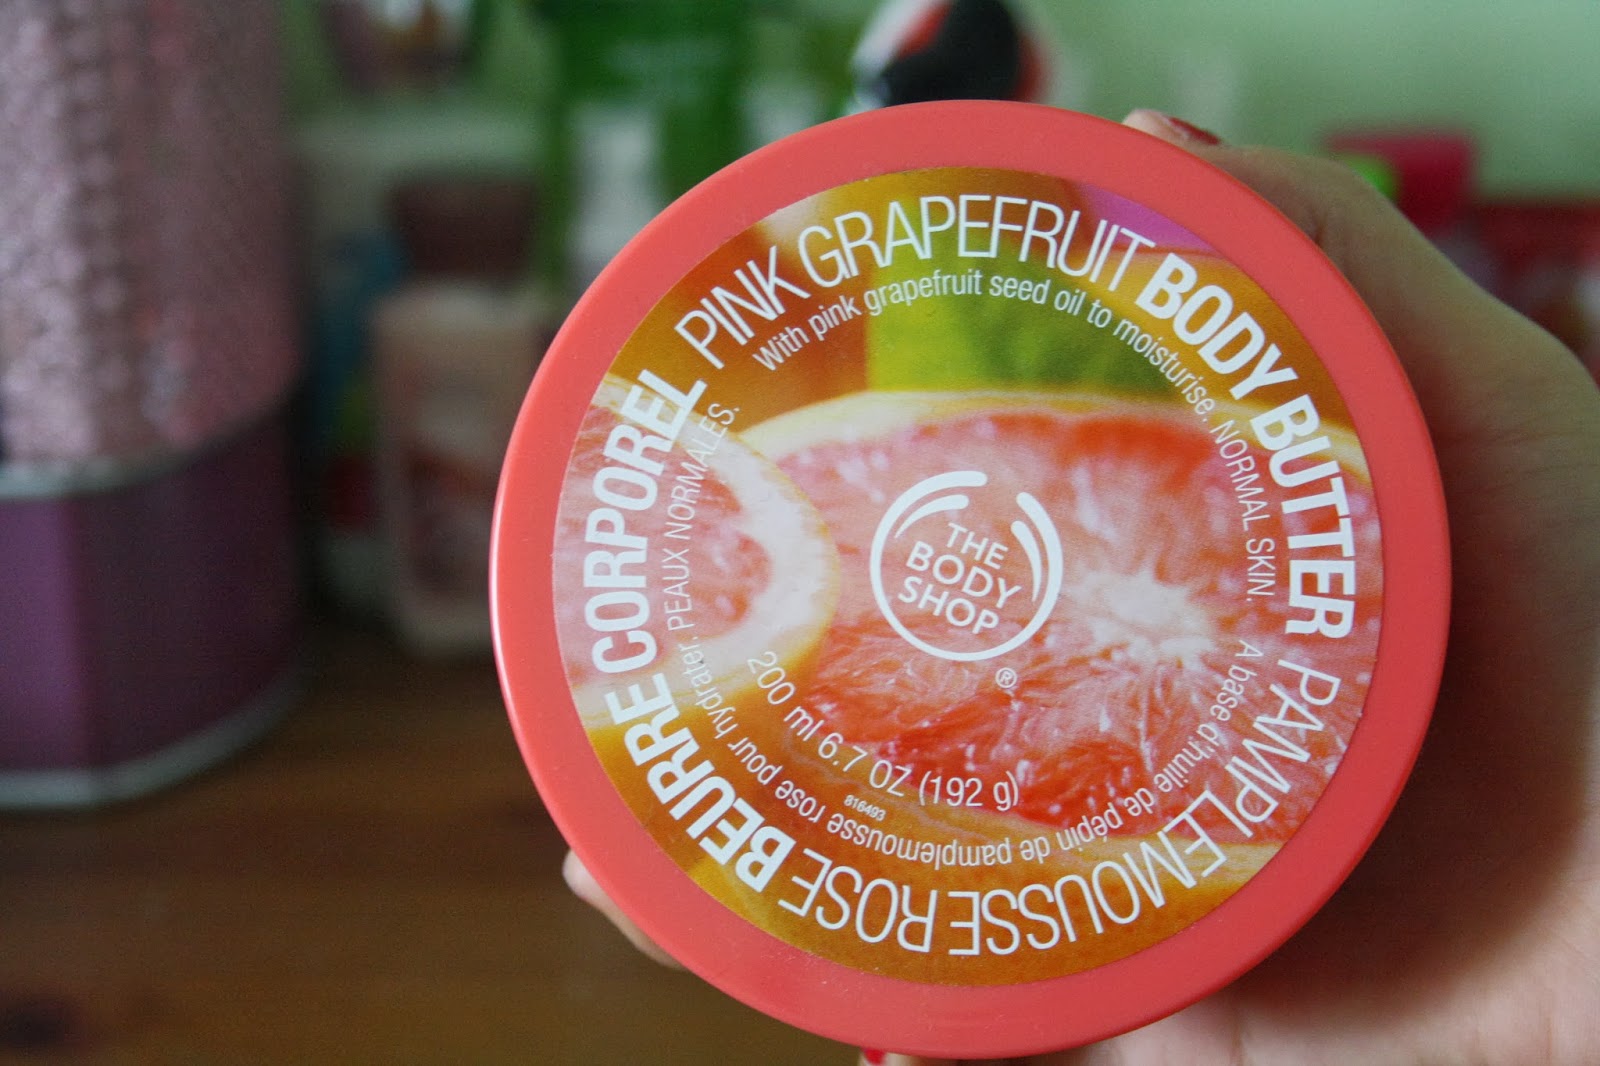 PINK GRAPEFRUIT BODY BUTTER
With pink grapefruit seed oil to moisturise. NORMAL SKIN.
THE
BODY
SHOP
®
200 ml 6.7 OZ (192 g)
816493
PAMPLEMOUSSE ROSE BEURRE CORPOREL
A base d'huile de pépin de pamplemousse rose pour hydrater. PEAUX NORMALES.